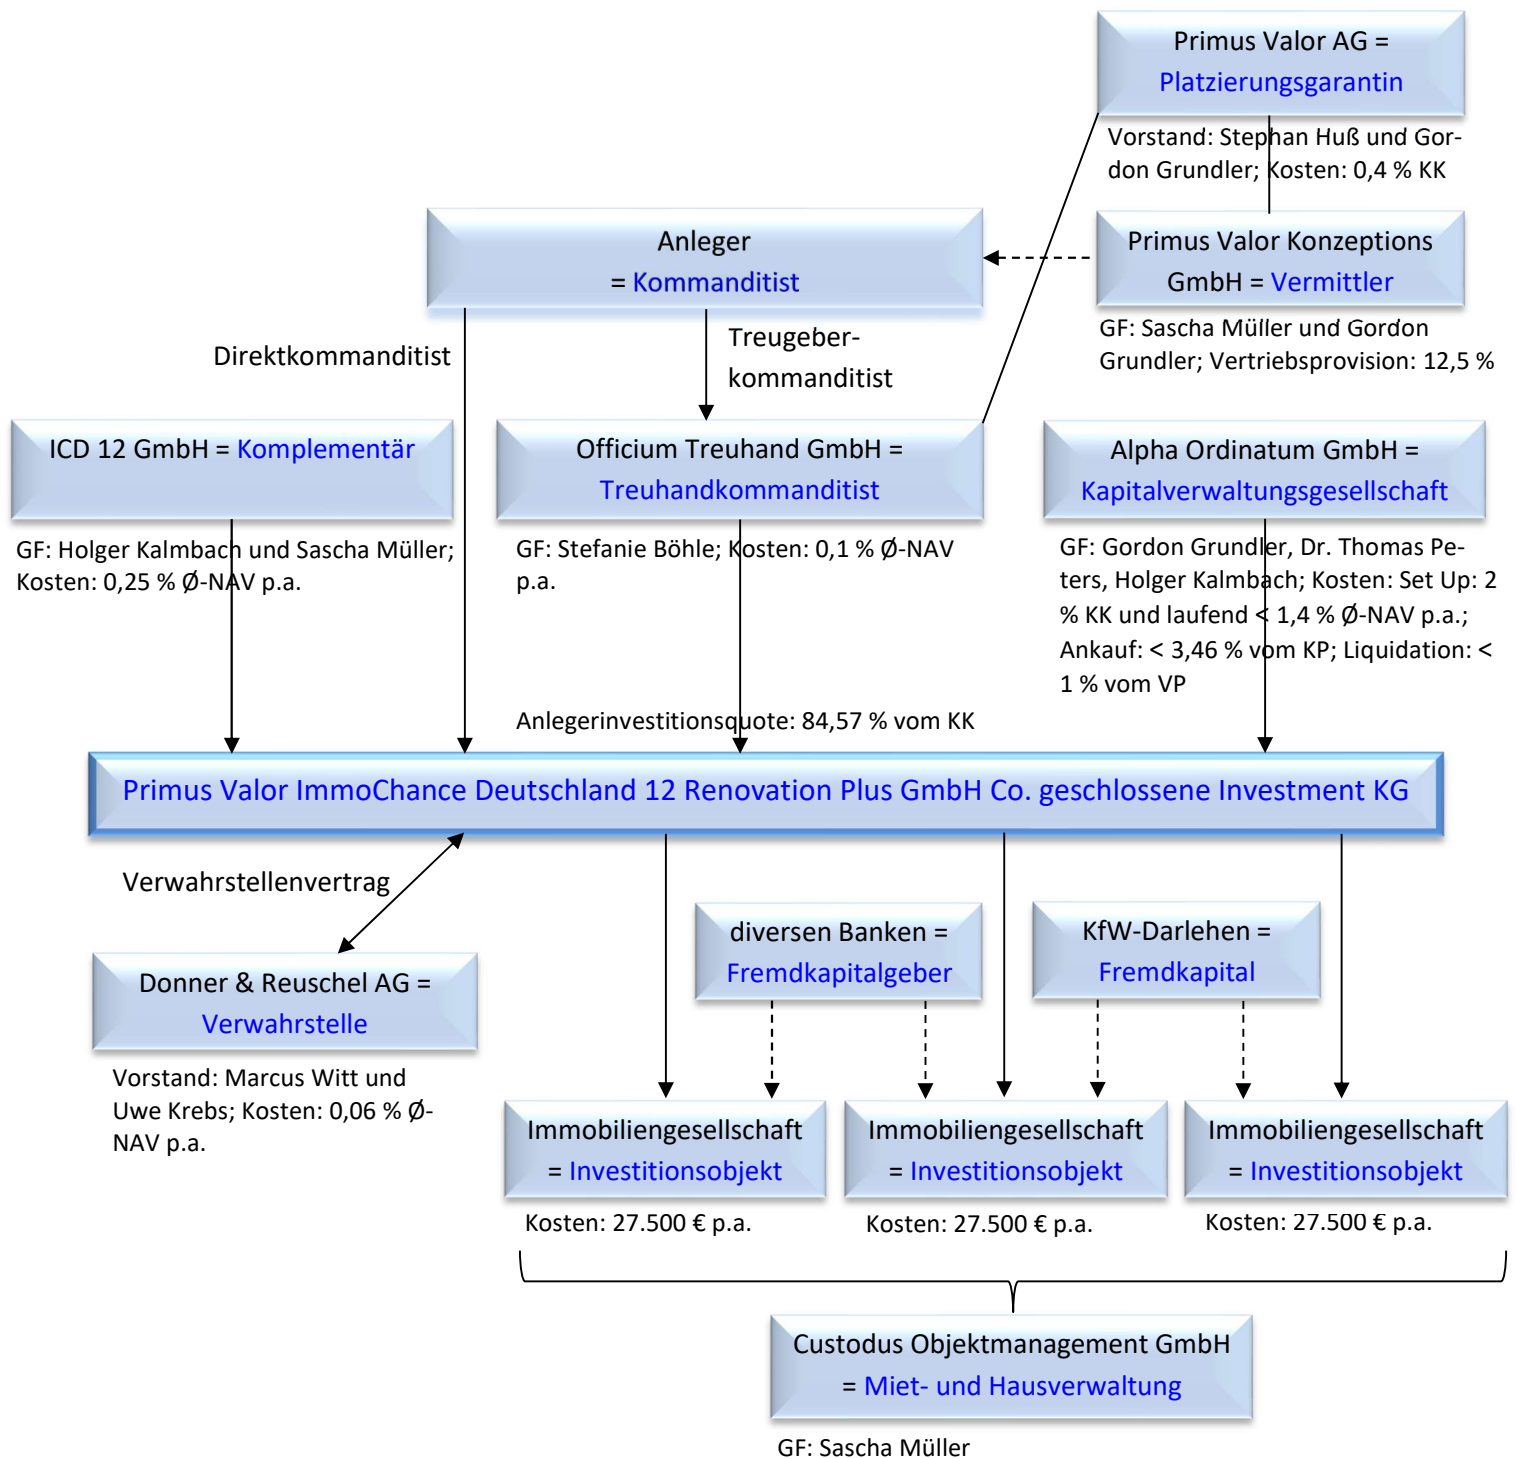 Primus Valor AG =
Platzierungsgarantin
Vorstand: Stephan Huß und Gor-
don Grundler; Kosten: 0,4 % KK
Anleger
= Kommanditist
Primus Valor Konzeptions
GmbH = Vermittler
GF: Sascha Müller und Gordon
Grundler; Vertriebsprovision: 12,5 %
Direktkommanditist
Treugeber-
kommanditist
ICD 12 GmbH = Komplementär
GF: Holger Kalmbach und Sascha Müller;
Kosten: 0,25 % Ø-NAV p.a.
Officium Treuhand GmbH =
Treuhandkommanditist
GF: Stefanie Böhle; Kosten: 0,1 % Ø-NAV
p.a.
Alpha Ordinatum GmbH =
Kapitalverwaltungsgesellschaft
GF: Gordon Grundler, Dr. Thomas Pe-
ters, Holger Kalmbach; Kosten: Set Up: 2
% KK und laufend < 1,4 % Ø-NAV p.a.;
Ankauf: < 3,46 % vom KP; Liquidation: <
1 % vom VP
Anlegerinvestitionsquote: 84,57 % vom KK
Primus Valor ImmoChance Deutschland 12 Renovation Plus GmbH Co. geschlossene Investment KG
Verwahrstellenvertrag
Donner & Reuschel AG =
Verwahrstelle
Vorstand: Marcus Witt und
Uwe Krebs; Kosten: 0,06 % Ø-
NAV p.a.
diversen Banken =
Fremdkapitalgeber
KfW-Darlehen =
Fremdkapital
Immobiliengesellschaft
= Investitionsobjekt
Kosten: 27.500 € p.a.
Immobiliengesellschaft
= Investitionsobjekt
Kosten: 27.500 € p.a.
Immobiliengesellschaft
= Investitionsobjekt
Kosten: 27.500 € p.a.
Custodus Objektmanagement GmbH
= Miet- und Hausverwaltung
GF: Sascha Müller